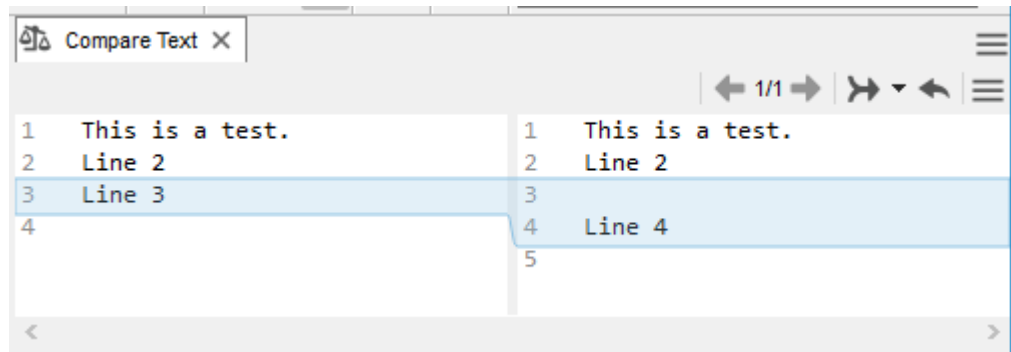 Compare Text
1/1
1 This is a test.
2 Line 2
3 Line 3
4
1 This is a test.
2 Line 2
3
4 Line 4
5